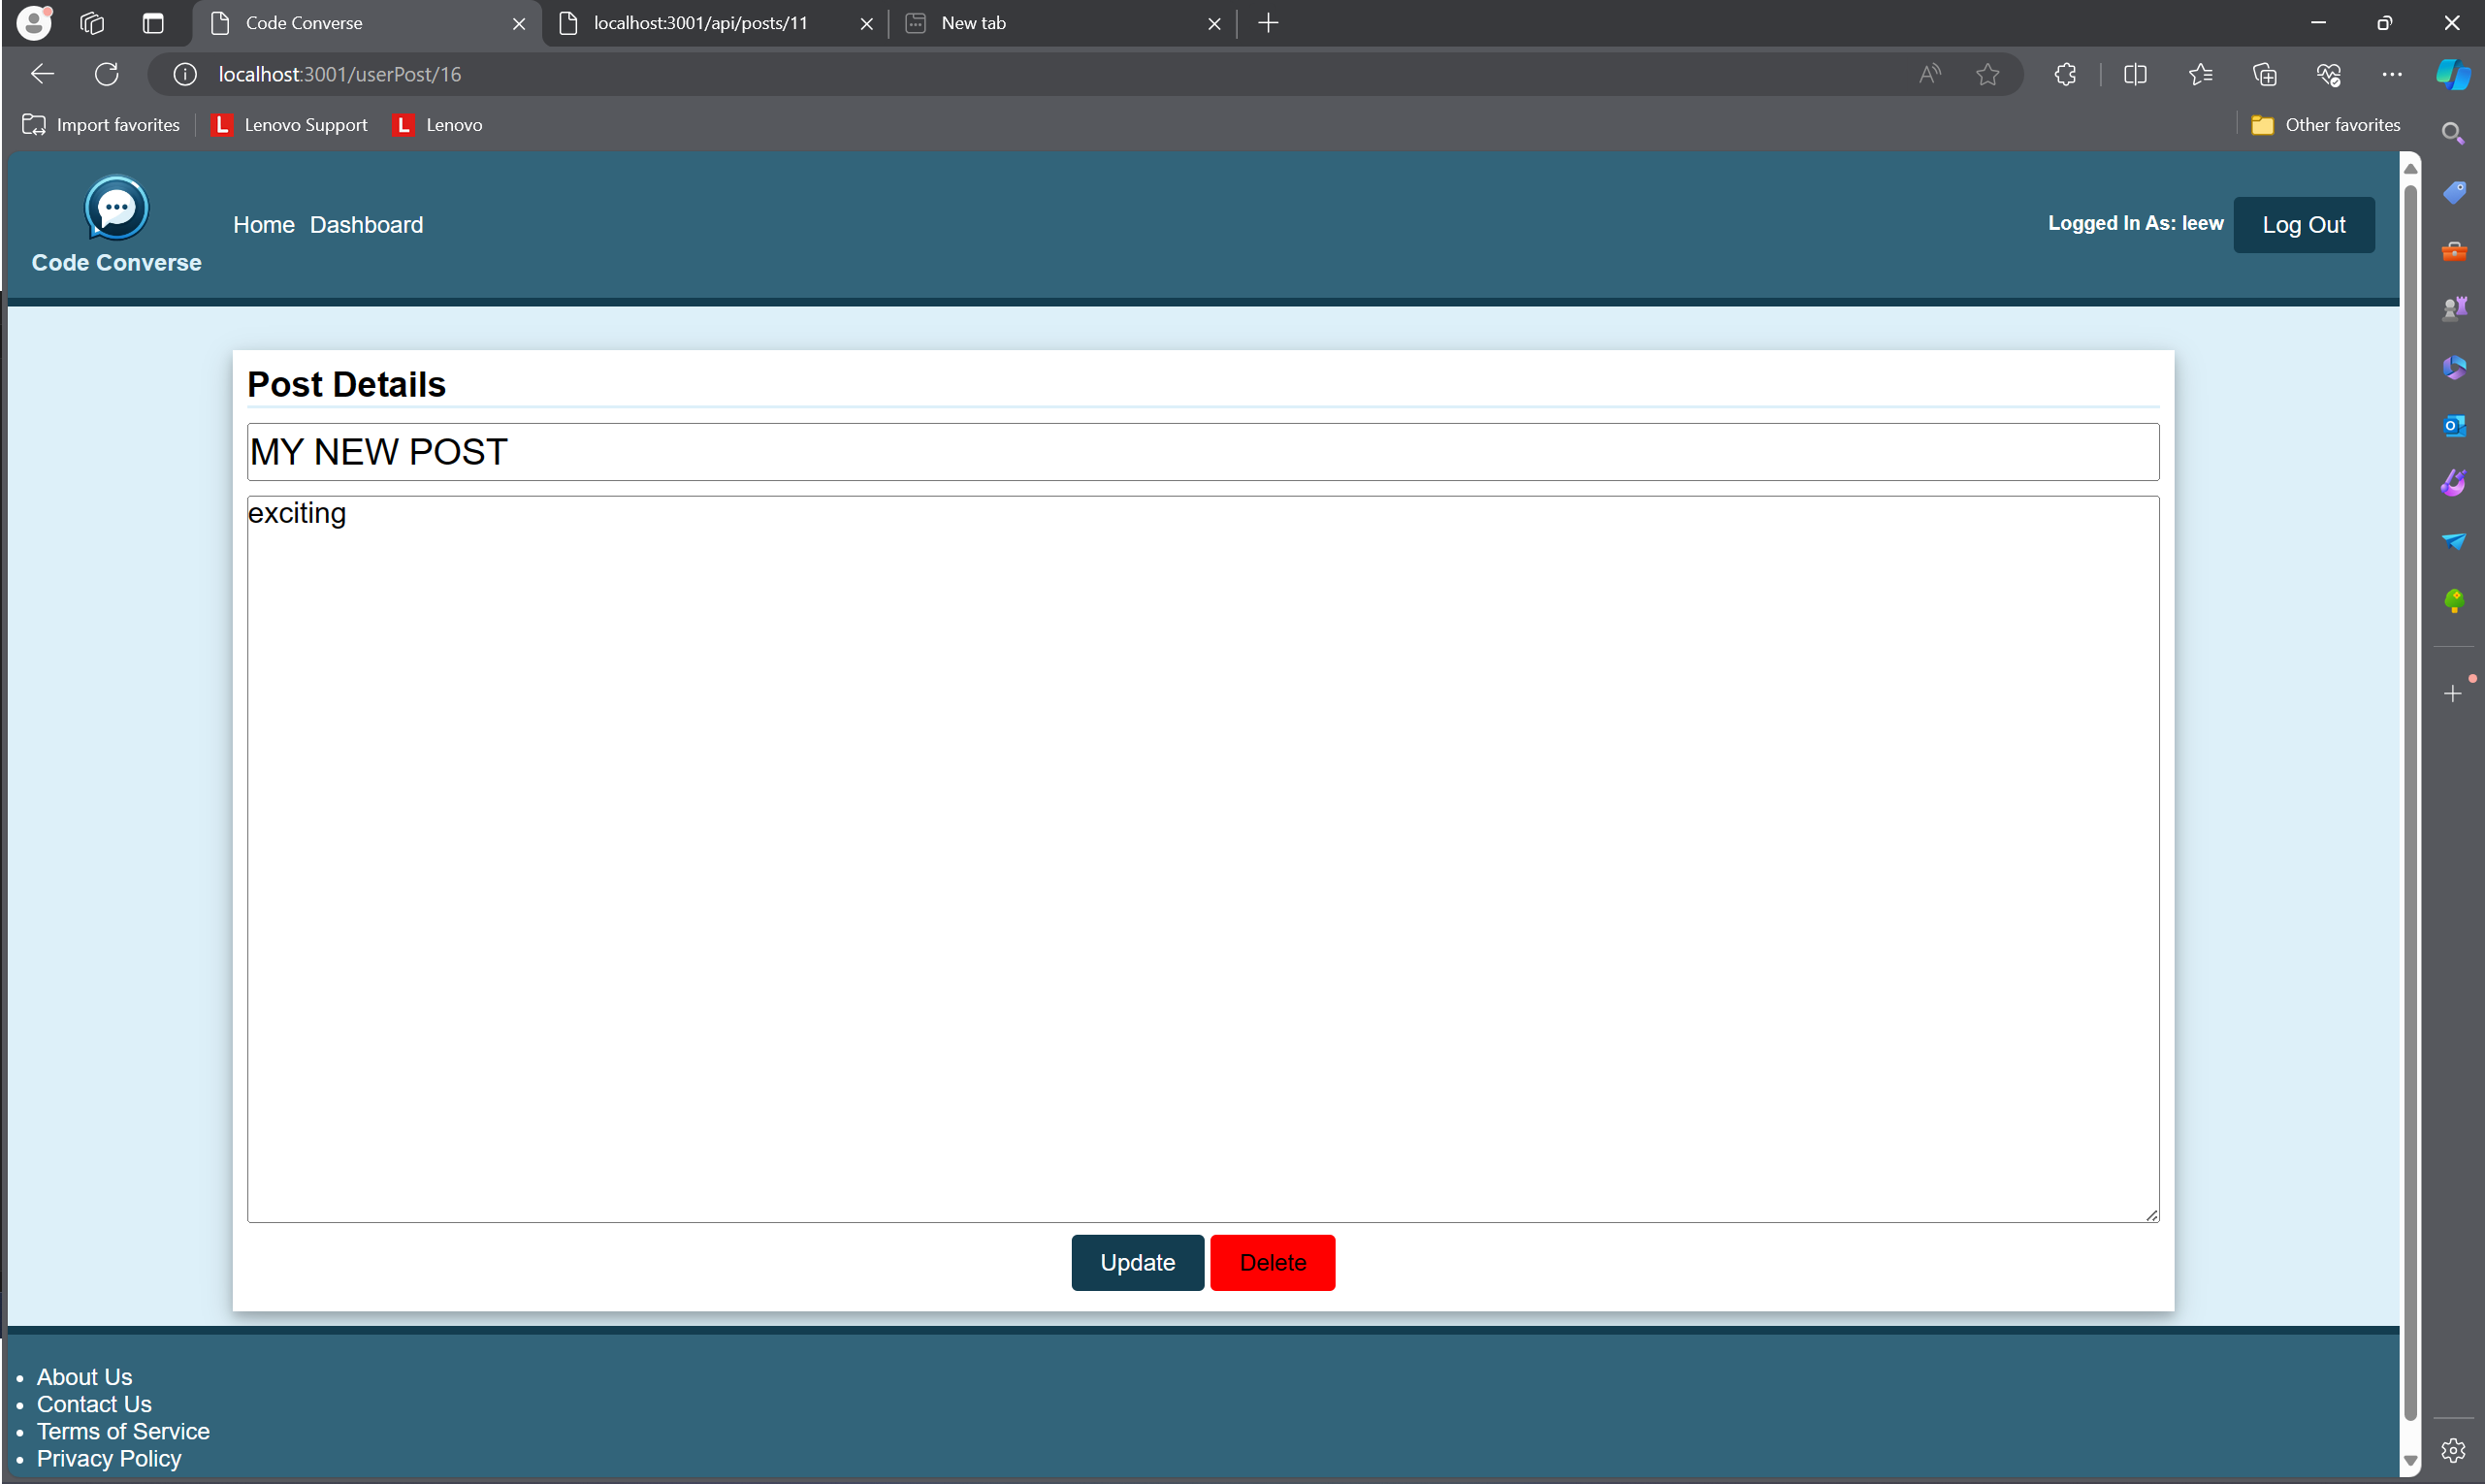 Code Converse
localhost:3001/api/posts/11
New tab
localhost:3001/userPost/16
Import favorites
L Lenovo Support
L Lenovo
Other favorites
Code Converse
Home Dashboard
Logged In As: leew
Log Out
Post Details
MY NEW POST
exciting
Update Delete
• About Us
• Contact Us
• Terms of Service
• Privacy Policy